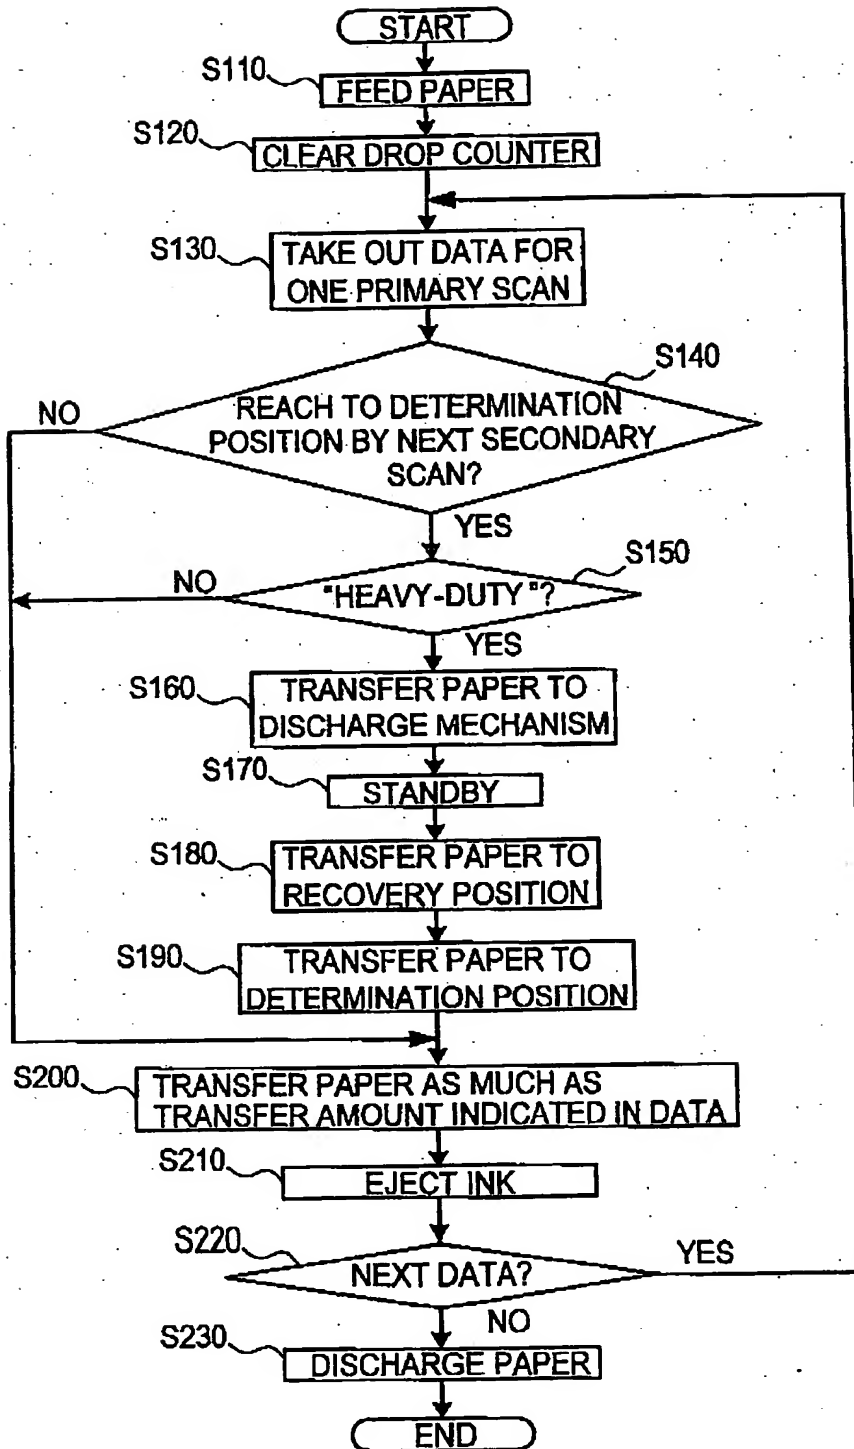 START
S110
FEED PAPER
S120
CLEAR DROP COUNTER
S130
TAKE OUT DATA FOR
ONE PRIMARY SCAN
S140
NO
REACH TO DETERMINATION
POSITION BY NEXT SECONDARY
SCAN?
YES
S150
NO
"HEAVY-DUTY"?
YES
S160
TRANSFER PAPER TO
DISCHARGE MECHANISM
S170
STANDBY
S180
TRANSFER PAPER TO
RECOVERY POSITION
S190
TRANSFER PAPER TO
DETERMINATION POSITION
S200
TRANSFER PAPER AS MUCH AS
TRANSFER AMOUNT INDICATED IN DATA
S210
EJECT INK
S220
YES
NEXT DATA?
NO
S230
DISCHARGE PAPER
END